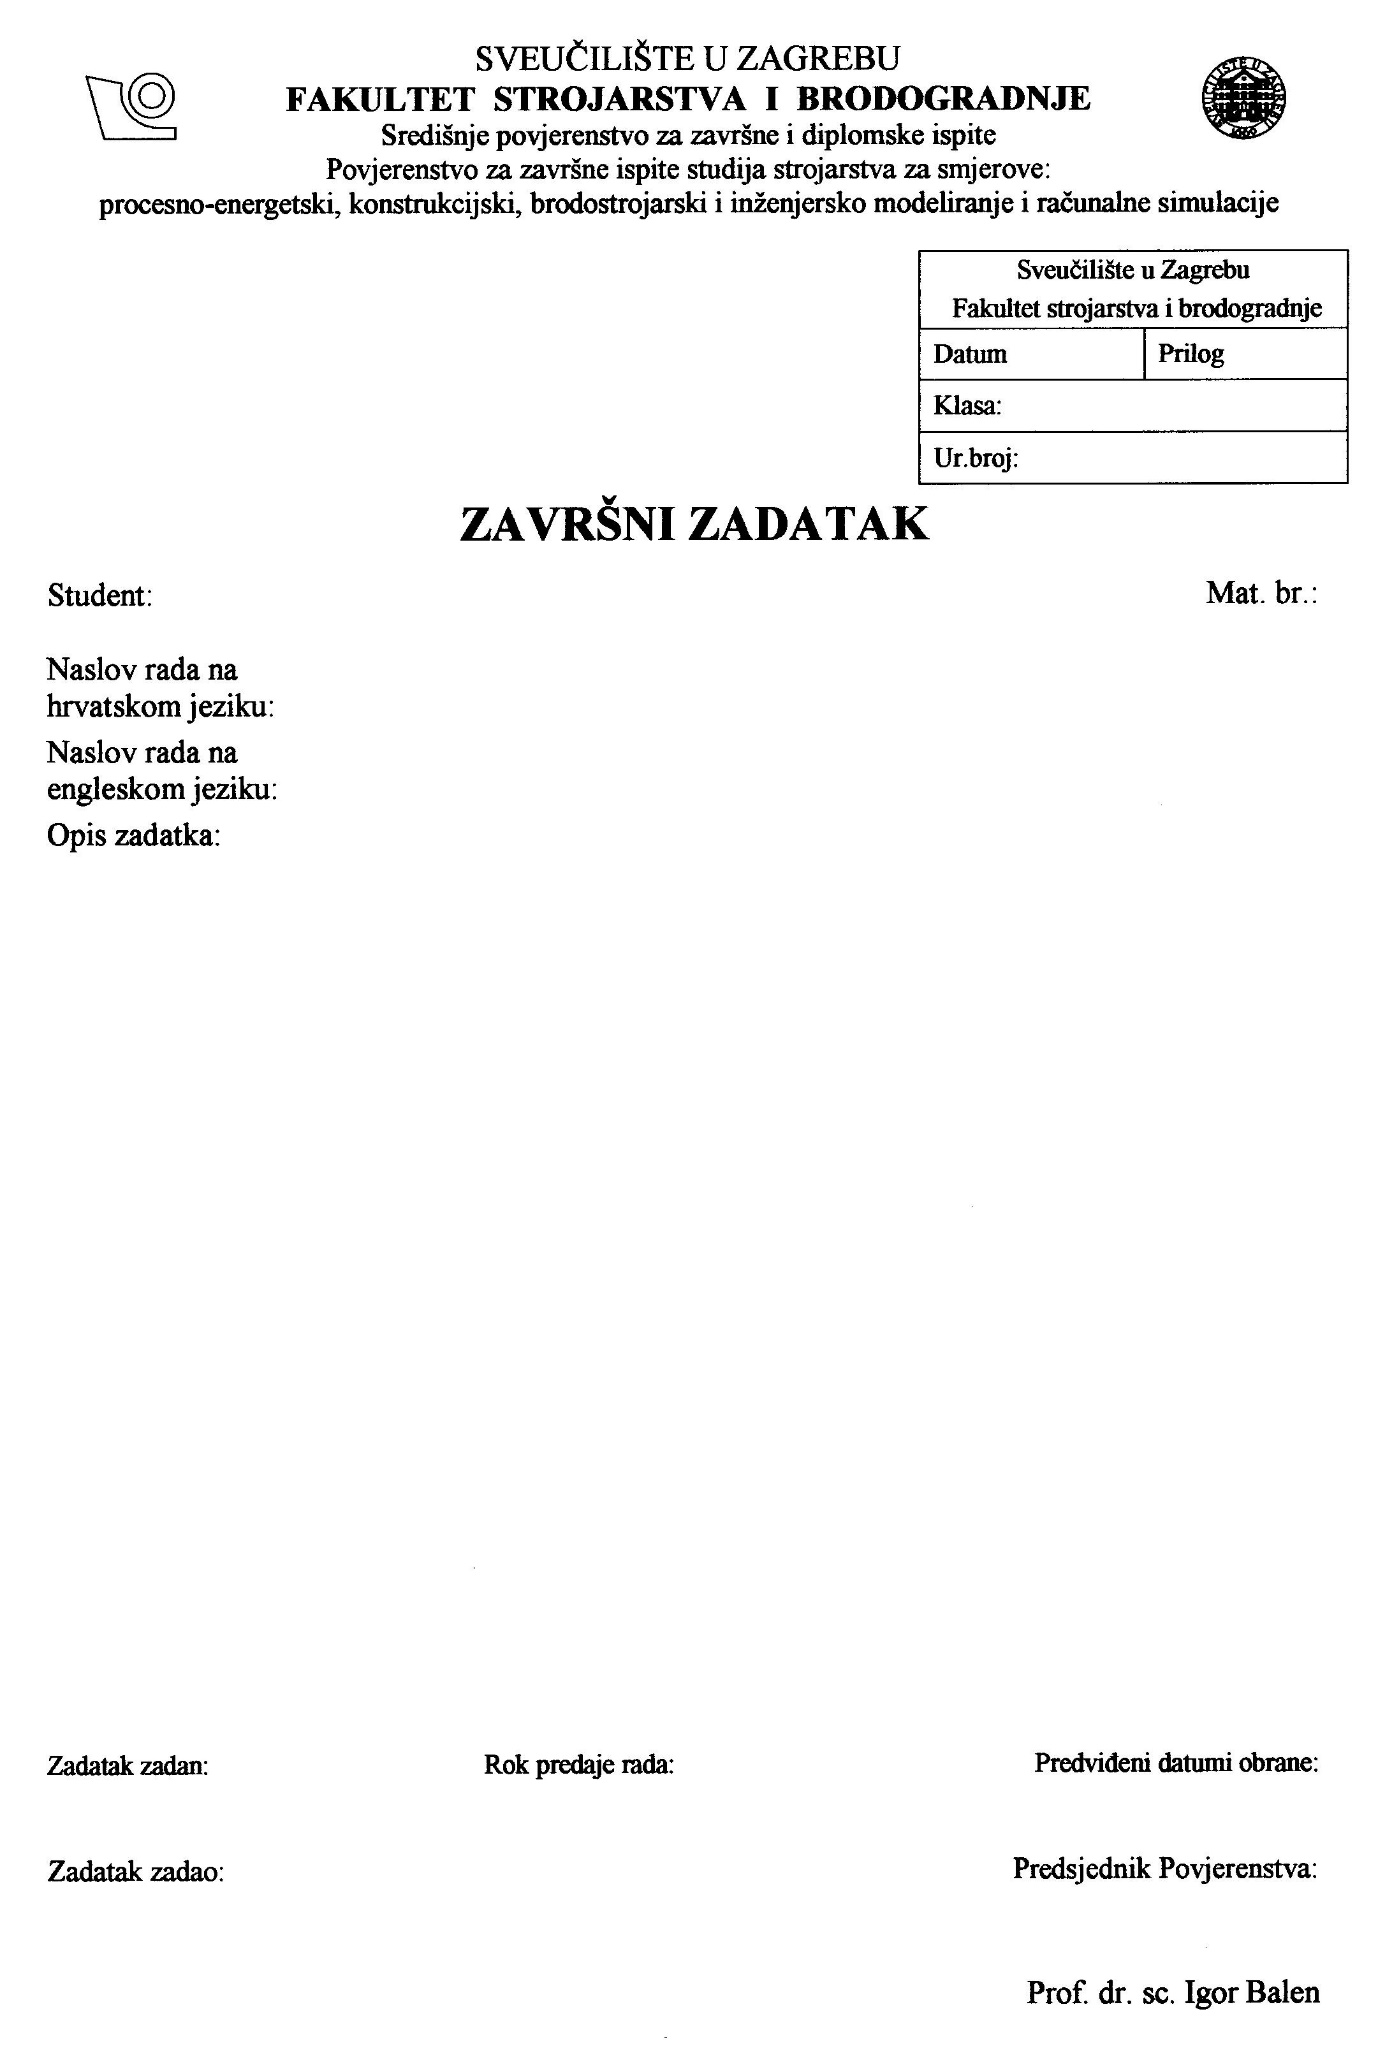 SVEUČILIŠTE U ZAGREBU
FAKULTET STROJARSTVA I BRODOGRADNJE
Središnje povjerenstvo za završne i diplomske ispite
Povjerenstvo za završne ispite studija strojarstva za smjerove:
procesno-energetski, konstrukcijski, brodostrojarski i inženjersko modeliranje i računalne simulacije
SVEUČILIŠTE U ZAGREBU
1669
Sveučilište u Zagrebu
Fakultet strojarstva i brodogradnje
Datum Prilog
Klasa:
Ur.broj:
ZAVRŠNI ZADATAK
Student: Mat. br.:
Naslov rada na
hrvatskom jeziku:
Naslov rada na
engleskom jeziku:
Opis zadatka:
Zadatak zadan: Rok predaje rada: Predviđeni datumi obrane:
Zadatak zadao: Predsjednik Povjerenstva:
Prof. dr. sc. Igor Balen